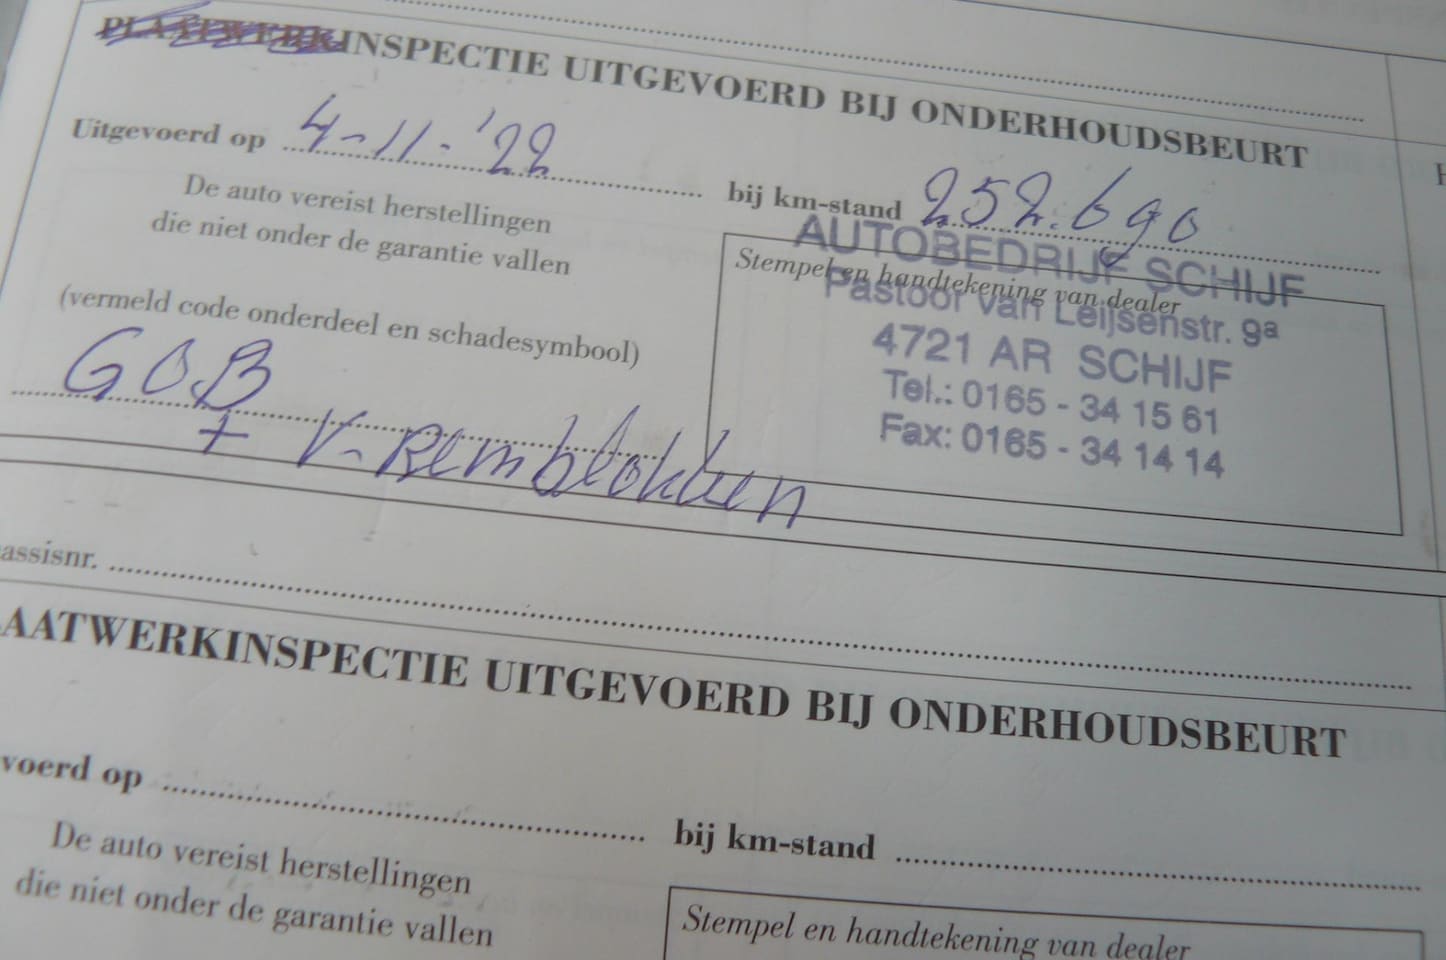 PLAATWERKINSPECTIE UITGEVOERD BIJ ONDERHOUDSBEURT
Uitgevoerd op 4-11-'22
bij km-stand 252.690
De auto vereist herstellingen
die niet onder de garantie vallen
(vermeld code onderdeel en schadesymbool)
G.O.B
+ V-Remblokken
Stempel en handtekening van dealer
AUTOBEDRIJF SCHIJF
Pastoor van Leijsenstr. 9a
4721 AR SCHIJF
Tel.: 0165 - 34 15 61
Fax: 0165 - 34 14 14
assisnr.
AATWERKINSPECTIE UITGEVOERD BIJ ONDERHOUDSBEURT
voerd op
bij km-stand
De auto vereist herstellingen
die niet onder de garantie vallen
Stempel en handtekening van dealer